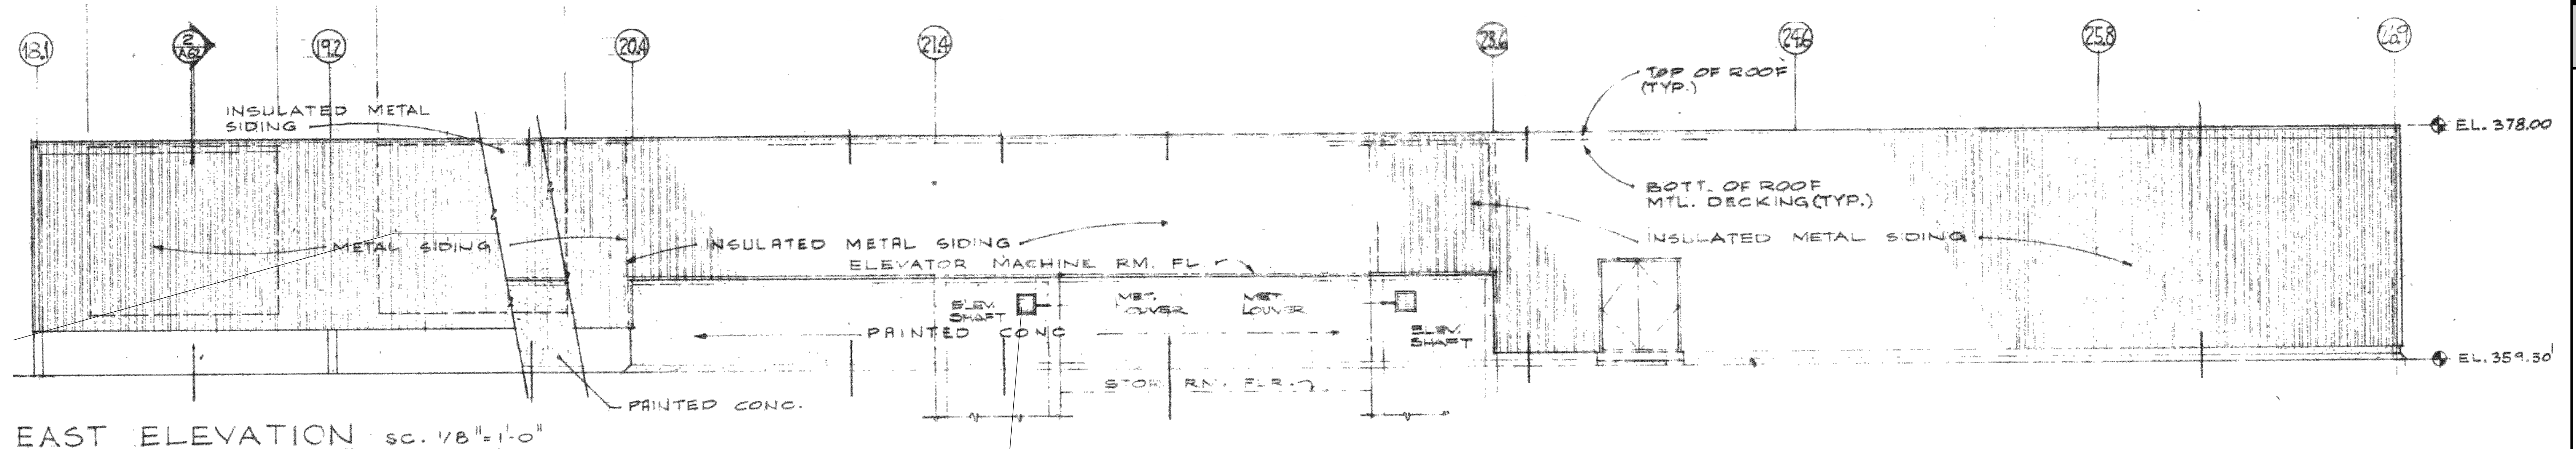 18.1
2
A62
19.2
20.4
21.4
23.6
24.6
25.8
26.9
TOP OF ROOF
(TYP.)
INSULATED METAL
SIDING
EL. 378.00
BOTT. OF ROOF
MTL. DECKING (TYP.)
METAL SIDING
INSULATED METAL SIDING
INSULATED METAL SIDING
ELEVATOR MACHINE RM. FL.
ELEV.
SHAFT
MET.
LOUVER
MET
LOUVER
PAINTED CONC
ELEV.
SHAFT
EL. 359.30'
STOR. RM. FLR.
PAINTED CONC.
EAST ELEVATION SC. 1/8"=1'-0"